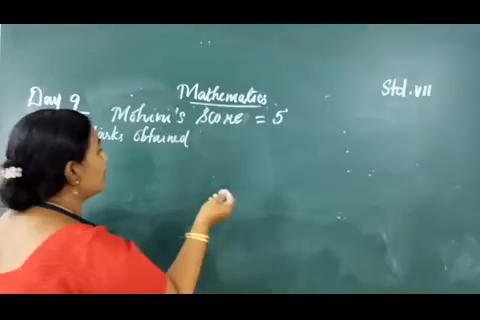 Mathematics
Std.VII
Day 9
Mohini's Score = 5
Marks obtained